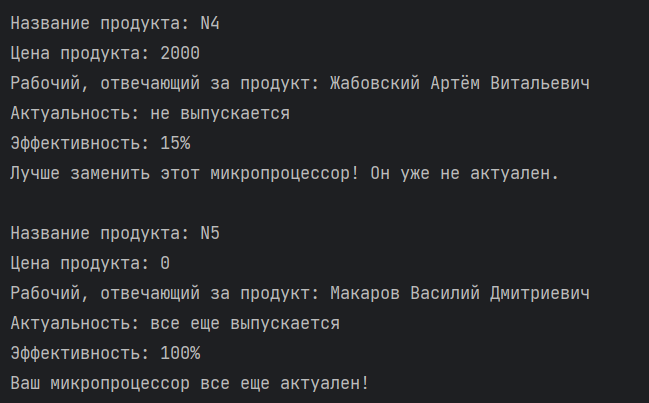 Название продукта: N4
Цена продукта: 2000
Рабочий, отвечающий за продукт: Жабовский Артём Витальевич
Актуальность: не выпускается
Эффективность: 15%
Лучше заменить этот микропроцессор! Он уже не актуален.
Название продукта: N5
Цена продукта: 0
Рабочий, отвечающий за продукт: Макаров Василий Дмитриевич
Актуальность: все еще выпускается
Эффективность: 100%
Ваш микропроцессор все еще актуален!